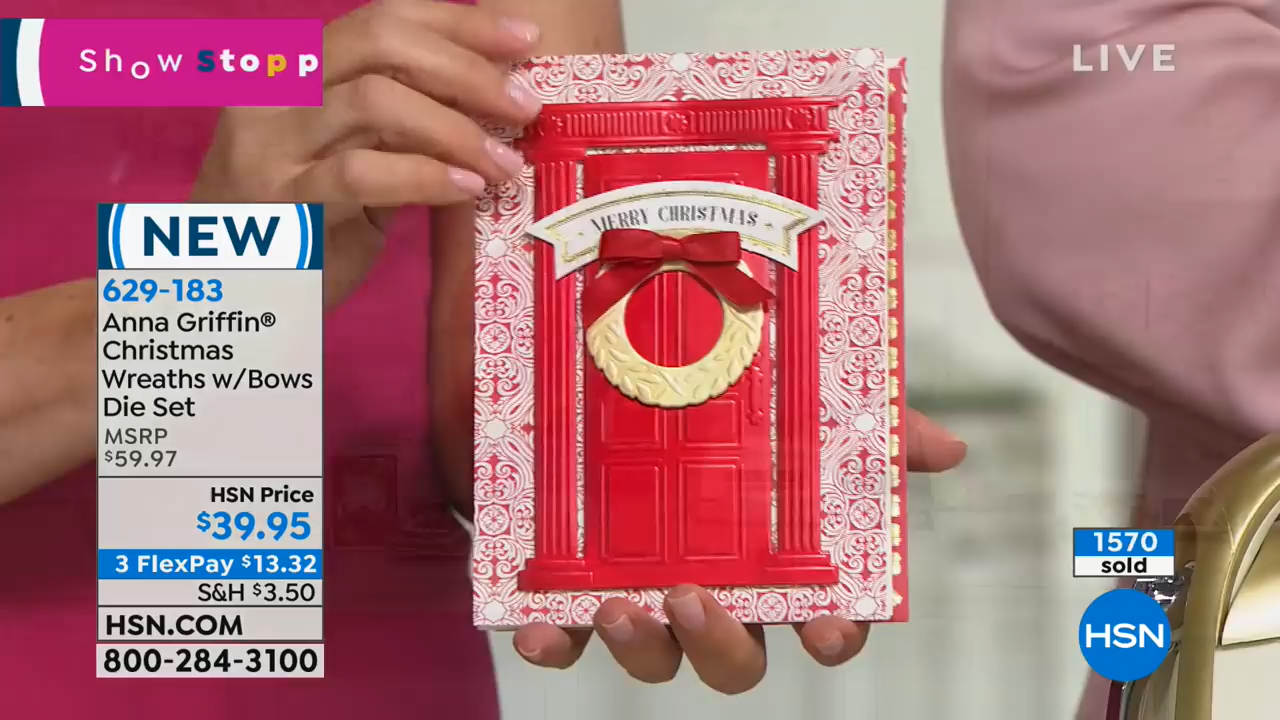 Show Stopp
LIVE
MERRY CHRISTMAS
NEW
629-183
Anna Griffin®
Christmas
Wreaths w/Bows
Die Set
MSRP
$59.97
HSN Price
$39.95
3 FlexPay $13.32
S&H $3.50
HSN.COM
800-284-3100
1570
sold
HSN